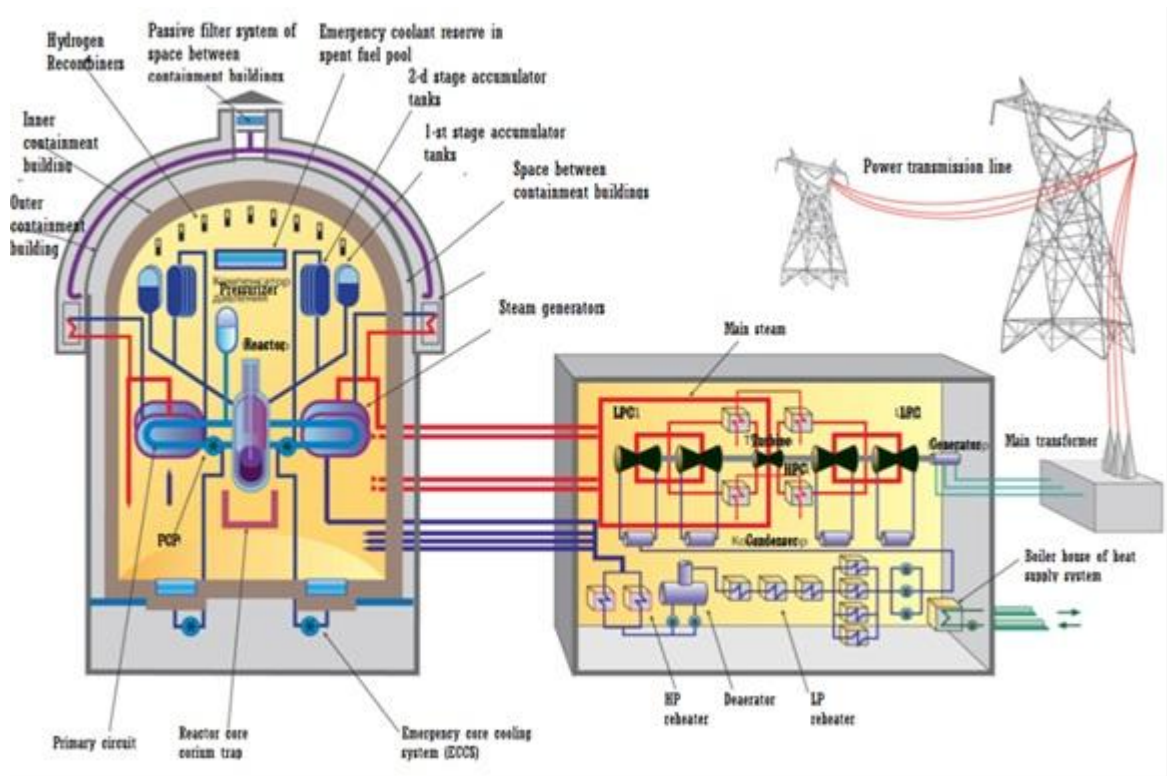 Hydrogen
Recombiners
Passive filter system of
space between
containment buildings
Emergency coolant reserve in
spent fuel pool
2-d stage accumulator
tanks
1-st stage accumulator
tanks
Space between
containment buildings
Inner
containment
building
Outer
containment
building
Pressurizer
Reactor
Steam generators
Power transmission line
Main steam
LPC
LPC
Turbine
HPC
Generator
Main transformer
Condenser
PCP
Boiler house of heat
supply system
HP
reheater
Deaerator
LP
reheater
Primary circuit
Reactor core
corium trap
Emergency core cooling
system (ECCS)